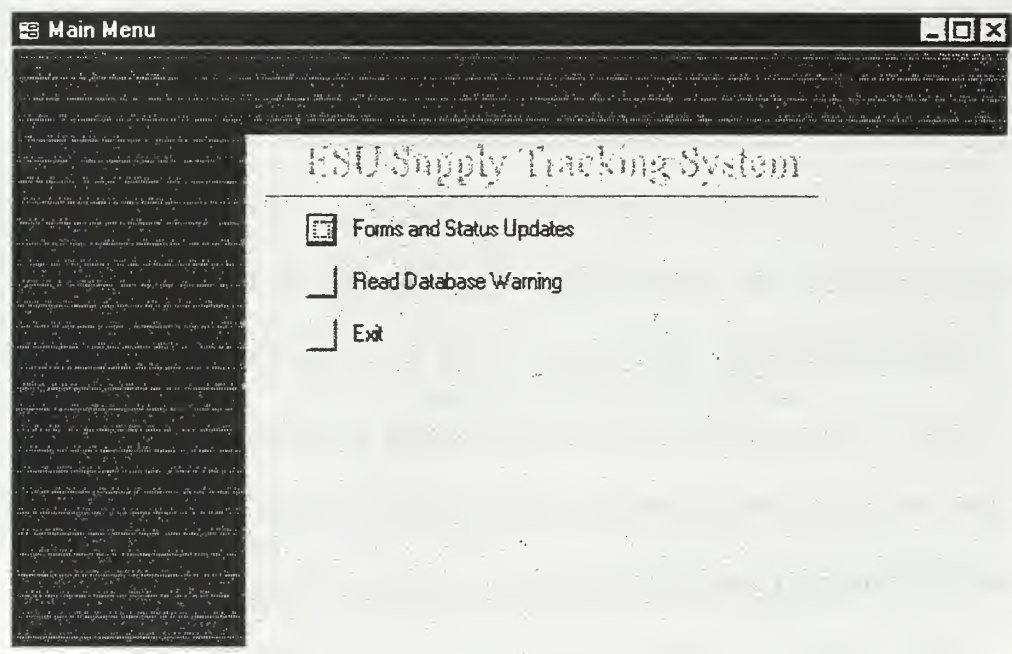 Main Menu
ESU Supply Tracking System
Forms and Status Updates
Read Database Warning
Exit